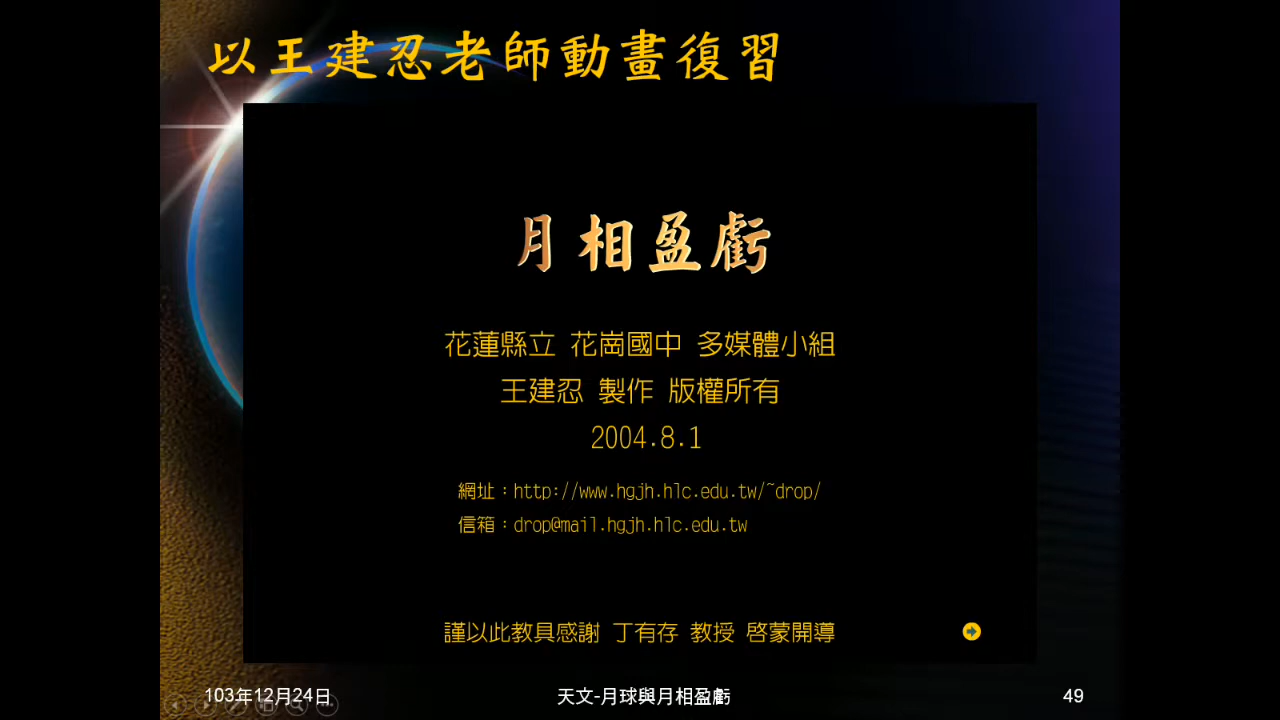 以王建忍老師動畫復習
月相盈虧
花蓮縣立 花崗國中 多媒體小組
王建忍 製作 版權所有
2004.8.1
網址：http://www.hgjh.hlc.edu.tw/~drop/
信箱：drop@mail.hgjh.hlc.edu.tw
謹以此教具感謝 丁有存 教授 啓蒙開導
103年12月24日 天文-月球與月相盈虧 49